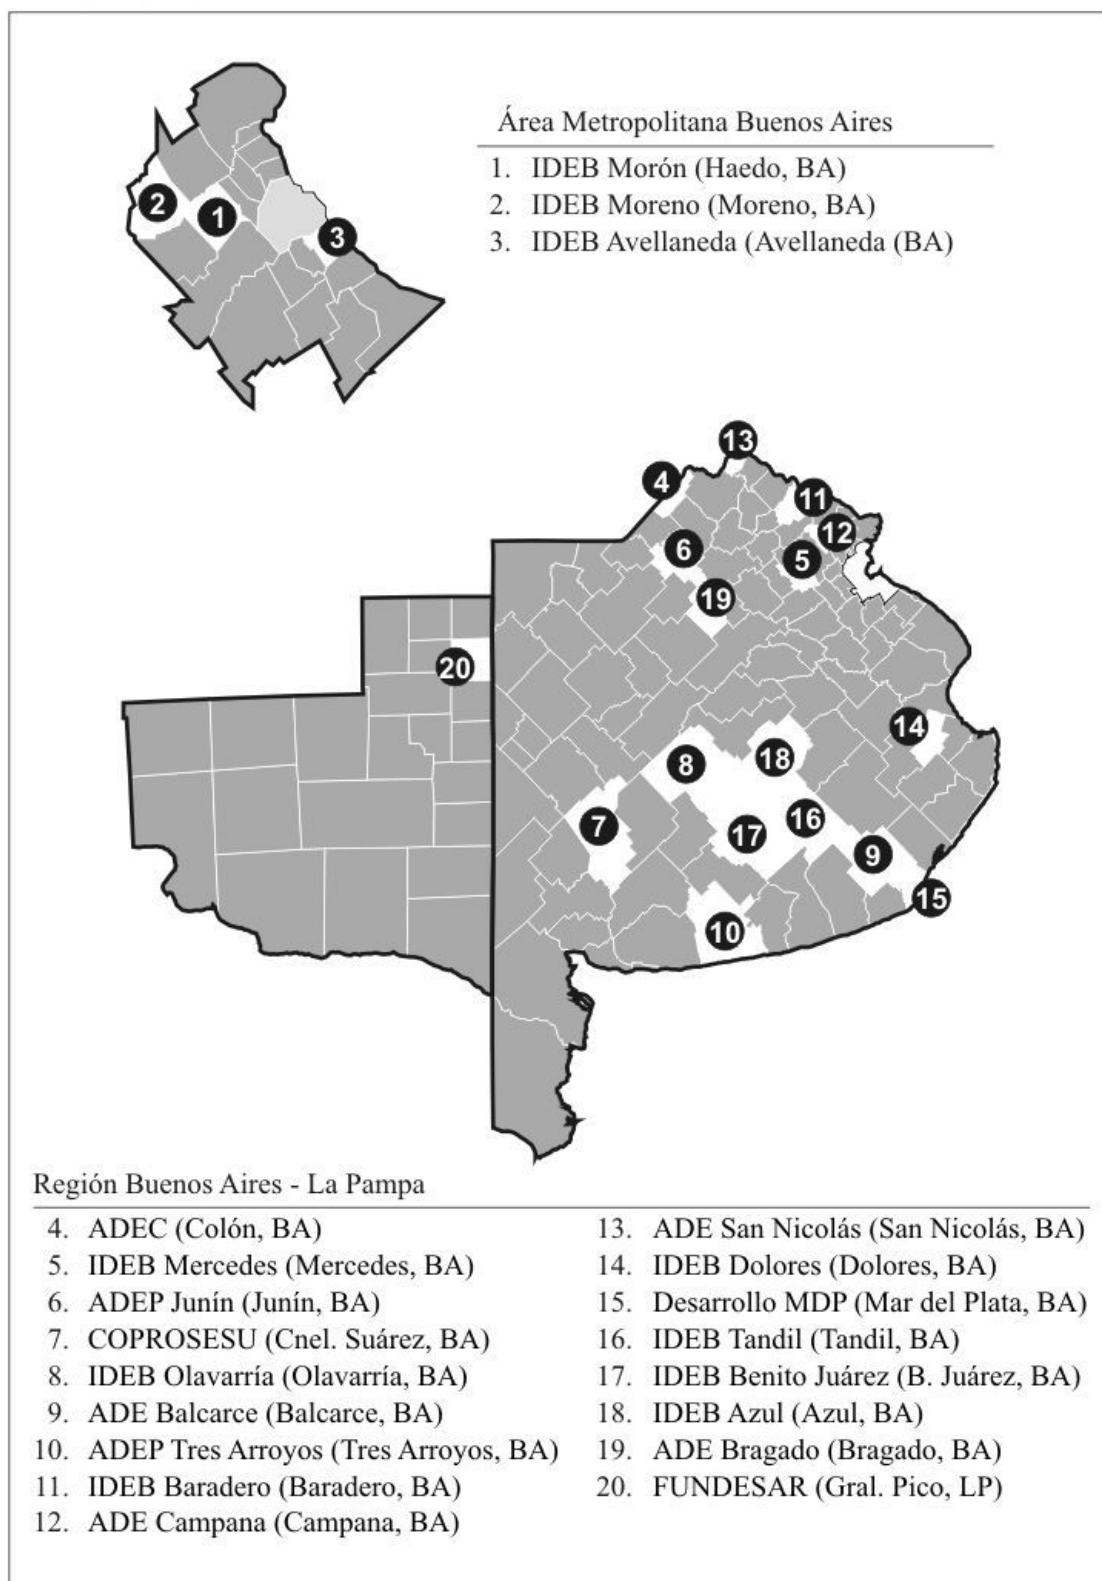 Área Metropolitana Buenos Aires
1. IDEB Morón (Haedo, BA)
2. IDEB Moreno (Moreno, BA)
3. IDEB Avellaneda (Avellaneda (BA)
2
1
3
13
4
11
12
6
5
19
20
14
18
8
16
7
17
9
15
10
Región Buenos Aires - La Pampa
4. ADEC (Colón, BA)
5. IDEB Mercedes (Mercedes, BA)
6. ADEP Junín (Junín, BA)
7. COPROSESU (Cnel. Suárez, BA)
8. IDEB Olavarría (Olavarría, BA)
9. ADE Balcarce (Balcarce, BA)
10. ADEP Tres Arroyos (Tres Arroyos, BA)
11. IDEB Baradero (Baradero, BA)
12. ADE Campana (Campana, BA)
13. ADE San Nicolás (San Nicolás, BA)
14. IDEB Dolores (Dolores, BA)
15. Desarrollo MDP (Mar del Plata, BA)
16. IDEB Tandil (Tandil, BA)
17. IDEB Benito Juárez (B. Juárez, BA)
18. IDEB Azul (Azul, BA)
19. ADE Bragado (Bragado, BA)
20. FUNDESAR (Gral. Pico, LP)